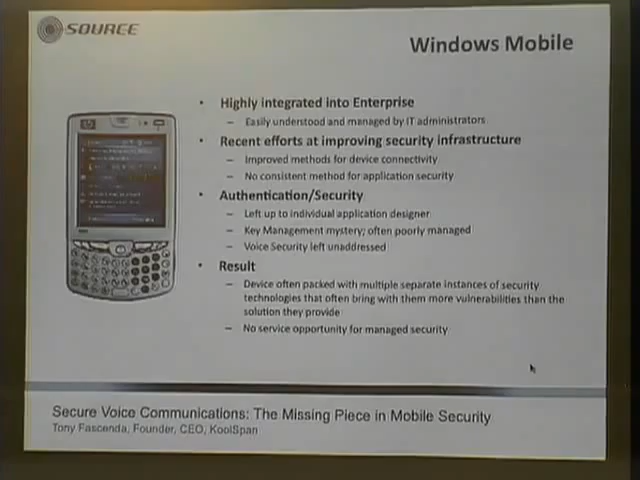 SOURCE
Windows Mobile
• Highly integrated into Enterprise
– Easily understood and managed by IT administrators
• Recent efforts at improving security infrastructure
– Improved methods for device connectivity
– No consistent method for application security
• Authentication/Security
– Left up to individual application designer
– Key Management mystery; often poorly managed
– Voice Security left unaddressed
• Result
– Device often packed with multiple separate instances of security
technologies that often bring with them more vulnerabilities than the
solution they provide
– No service opportunity for managed security
Secure Voice Communications: The Missing Piece in Mobile Security
Tony Fascenda, Founder, CEO, KoolSpan